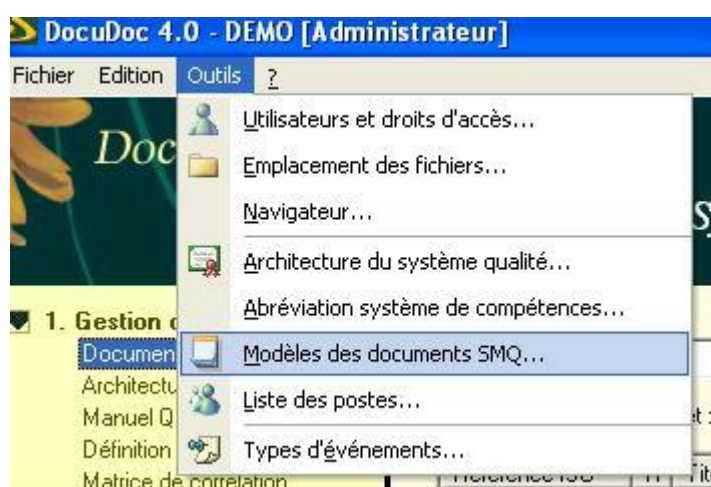 DocuDoc 4.0 - DEMO [Administrateur]
Fichier Edition Outils ?
Doc
Utilisateurs et droits d'accès...
Emplacement des fichiers...
Navigateur...
Architecture du système qualité...
Abréviation système de compétences...
Modèles des documents SMQ...
Liste des postes...
Types d'événements...
1. Gestion
Documen
Architectu
Manuel Q
Définition
Matrice de corrélation